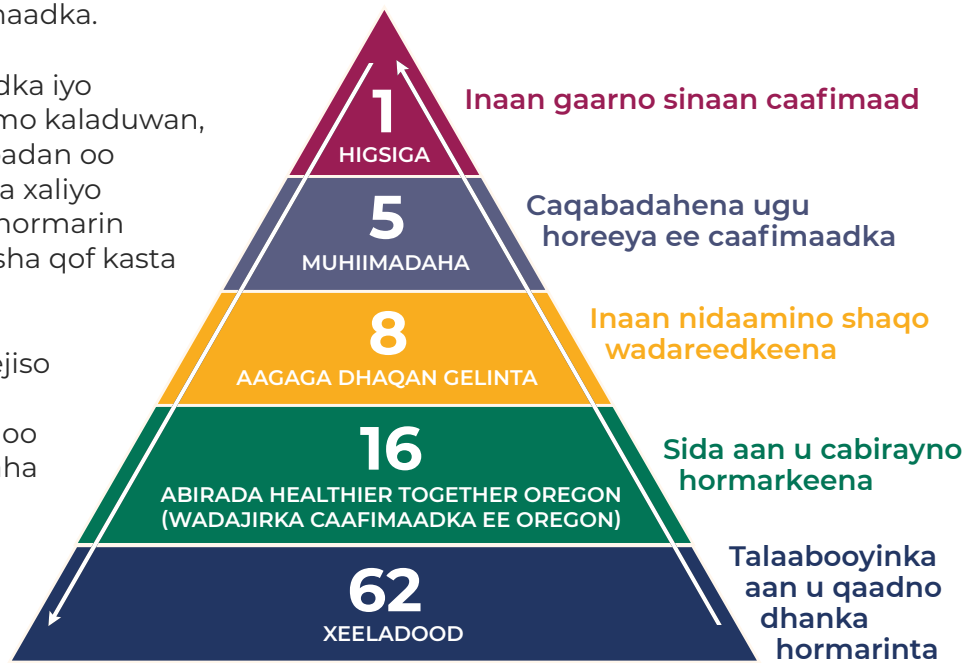 naadka.
dka iyo
mo kaladuwan,
adan oo
a xaliyo
hormarin
sha qof kasta
ejiso
oo
aha
1
HIGSIGA
Inaan gaarno sinaan caafimaad
5
MUHIIMADAHA
Caqabadahena ugu
horeeya ee caafimaadka
8
AAGAGA DHAQAN GELINTA
Inaan nidaamino shaqo
wadareedkeena
16
ABIRADA HEALTHIER TOGETHER OREGON
(WADAJIRKA CAAFIMAADKA EE OREGON)
Sida aan u cabirayno
hormarkeena
62
XEELADOOD
Talaabooyinka
aan u qaadno
dhanka
hormarinta